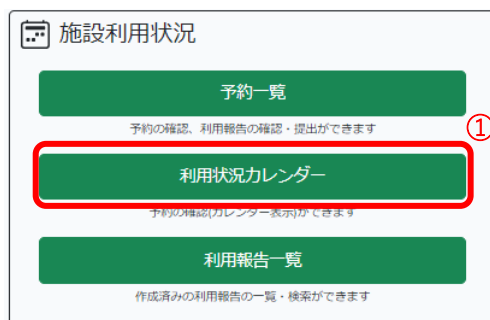 施設利用状況
予約一覧
予約の確認、利用報告の確認・提出ができます
①
利用状況カレンダー
予約の確認(カレンダー表示)ができます
利用報告一覧
作成済みの利用報告の一覧・検索ができます